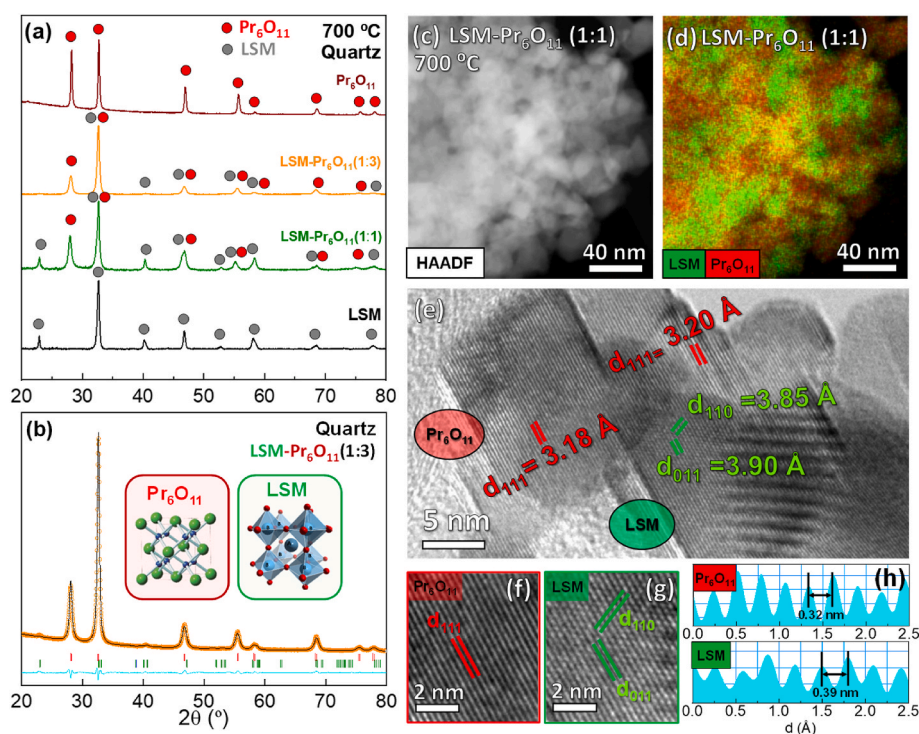 (a)
Pr6O11
LSM
700 ºC
Quartz
Pr6O11
LSM-Pr6O11(1:3)
LSM-Pr6O11(1:1)
LSM
20 30 40 50 60 70 80
(b)
Quartz
LSM-Pr6O11(1:3)
Pr6O11
LSM
20 30 40 50 60 70 80
2θ (º)
(c) LSM-Pr6O11 (1:1)
700 ºC
HAADF
40 nm
(d) LSM-Pr6O11 (1:1)
LSM Pr6O11
40 nm
(e)
d111= 3.20 Å
d110 =3.85 Å
Pr6O11
d111= 3.18 Å
d011=3.90 Å
LSM
5 nm
Pr6O11 (f)
d111
2 nm
LSM (g)
d110
d011
2 nm
(h)
Pr6O11
0.32 nm
0.0 0.5 1.0 1.5 2.0 2.5
LSM
0.39 nm
0.0 0.5 1.0 1.5 2.0 2.5
d (Å)